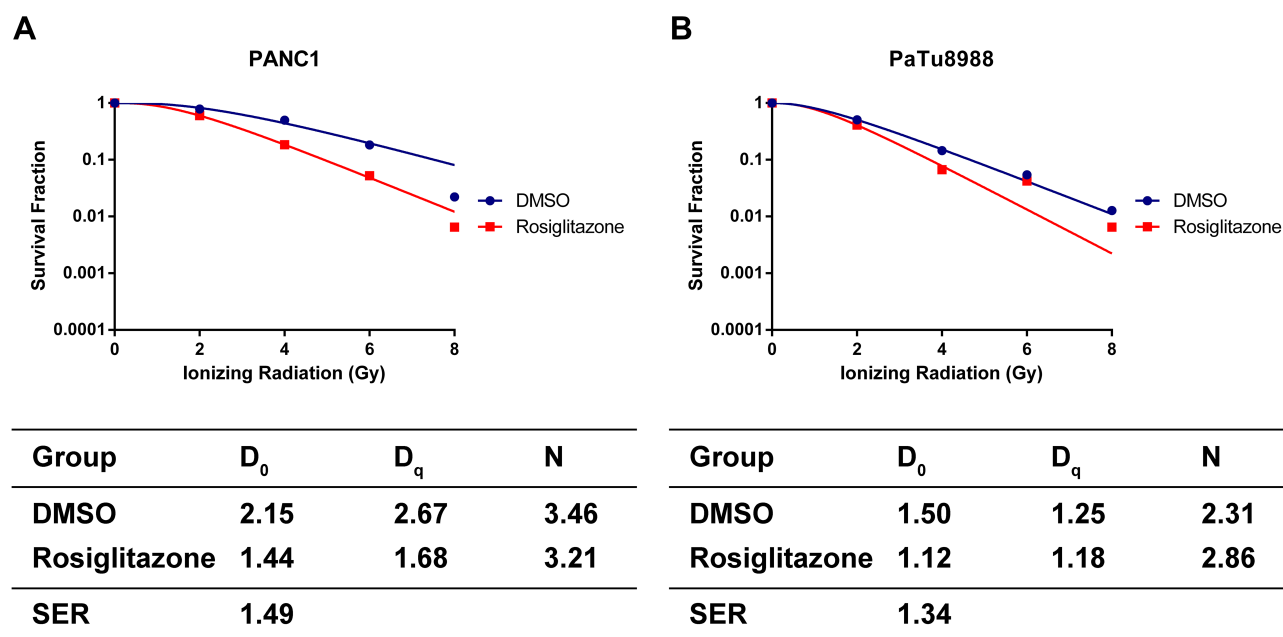 A
PANC1
Survival Fraction
1
0.1
0.01
0.001
0.0001
0 2 4 6 8
Ionizing Radiation (Gy)
DMSO
Rosiglitazone
Group D0 Dq N
DMSO 2.15 2.67 3.46
Rosiglitazone 1.44 1.68 3.21
SER 1.49
B
PaTu8988
Survival Fraction
1
0.1
0.01
0.001
0.0001
0 2 4 6 8
Ionizing Radiation (Gy)
DMSO
Rosiglitazone
Group D0 Dq N
DMSO 1.50 1.25 2.31
Rosiglitazone 1.12 1.18 2.86
SER 1.34